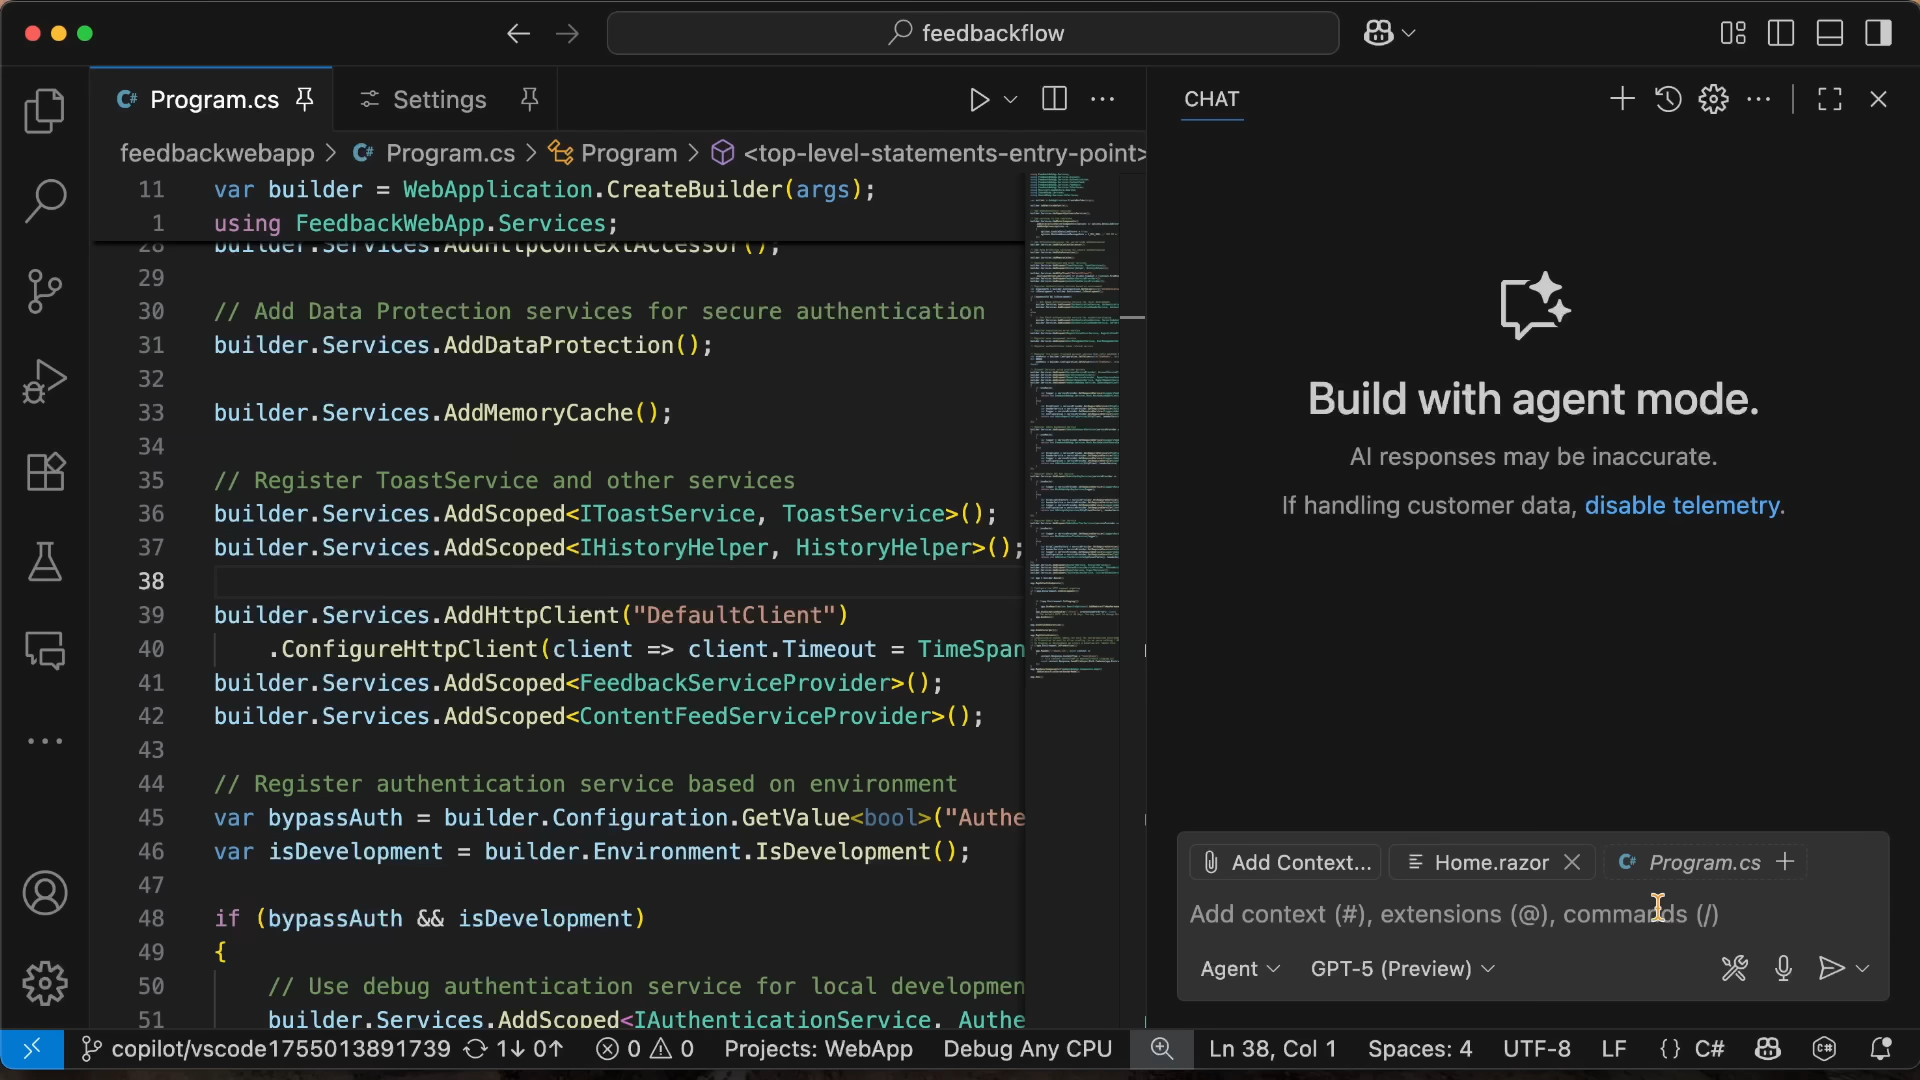 feedbackflow
C# Program.cs
Settings
CHAT
feedbackwebapp > C# Program.cs > Program > <top-level-statements-entry-point>
11 var builder = WebApplication.CreateBuilder(args);
1 using FeedbackWebApp.Services;
28 builder.Services.AddHttpContextAccessor();
29
30 // Add Data Protection services for secure authentication
31 builder.Services.AddDataProtection();
32
33 builder.Services.AddMemoryCache();
34
35 // Register ToastService and other services
36 builder.Services.AddScoped<IToastService, ToastService>();
37 builder.Services.AddScoped<IHistoryHelper, HistoryHelper>();
38
39 builder.Services.AddHttpClient("DefaultClient")
40 .ConfigureHttpClient(client => client.Timeout = TimeSpan
41 builder.Services.AddScoped<FeedbackServiceProvider>();
42 builder.Services.AddScoped<ContentFeedServiceProvider>();
43
44 // Register authentication service based on environment
45 var bypassAuth = builder.Configuration.GetValue<bool>("Authe
46 var isDevelopment = builder.Environment.IsDevelopment();
47
48 if (bypassAuth && isDevelopment)
49 {
50 // Use debug authentication service for local developmen
51 builder.Services.AddScoped<IAuthenticationService, Authe
Build with agent mode.
AI responses may be inaccurate.
If handling customer data, disable telemetry.
Add Context...
Home.razor
C# Program.cs
Add context (#), extensions (@), commands (/)
Agent
GPT-5 (Preview)
copilot/vscode1755013891739 1↓ 0↑ 0 0 Projects: WebApp Debug Any CPU Ln 38, Col 1 Spaces: 4 UTF-8 LF {} C#